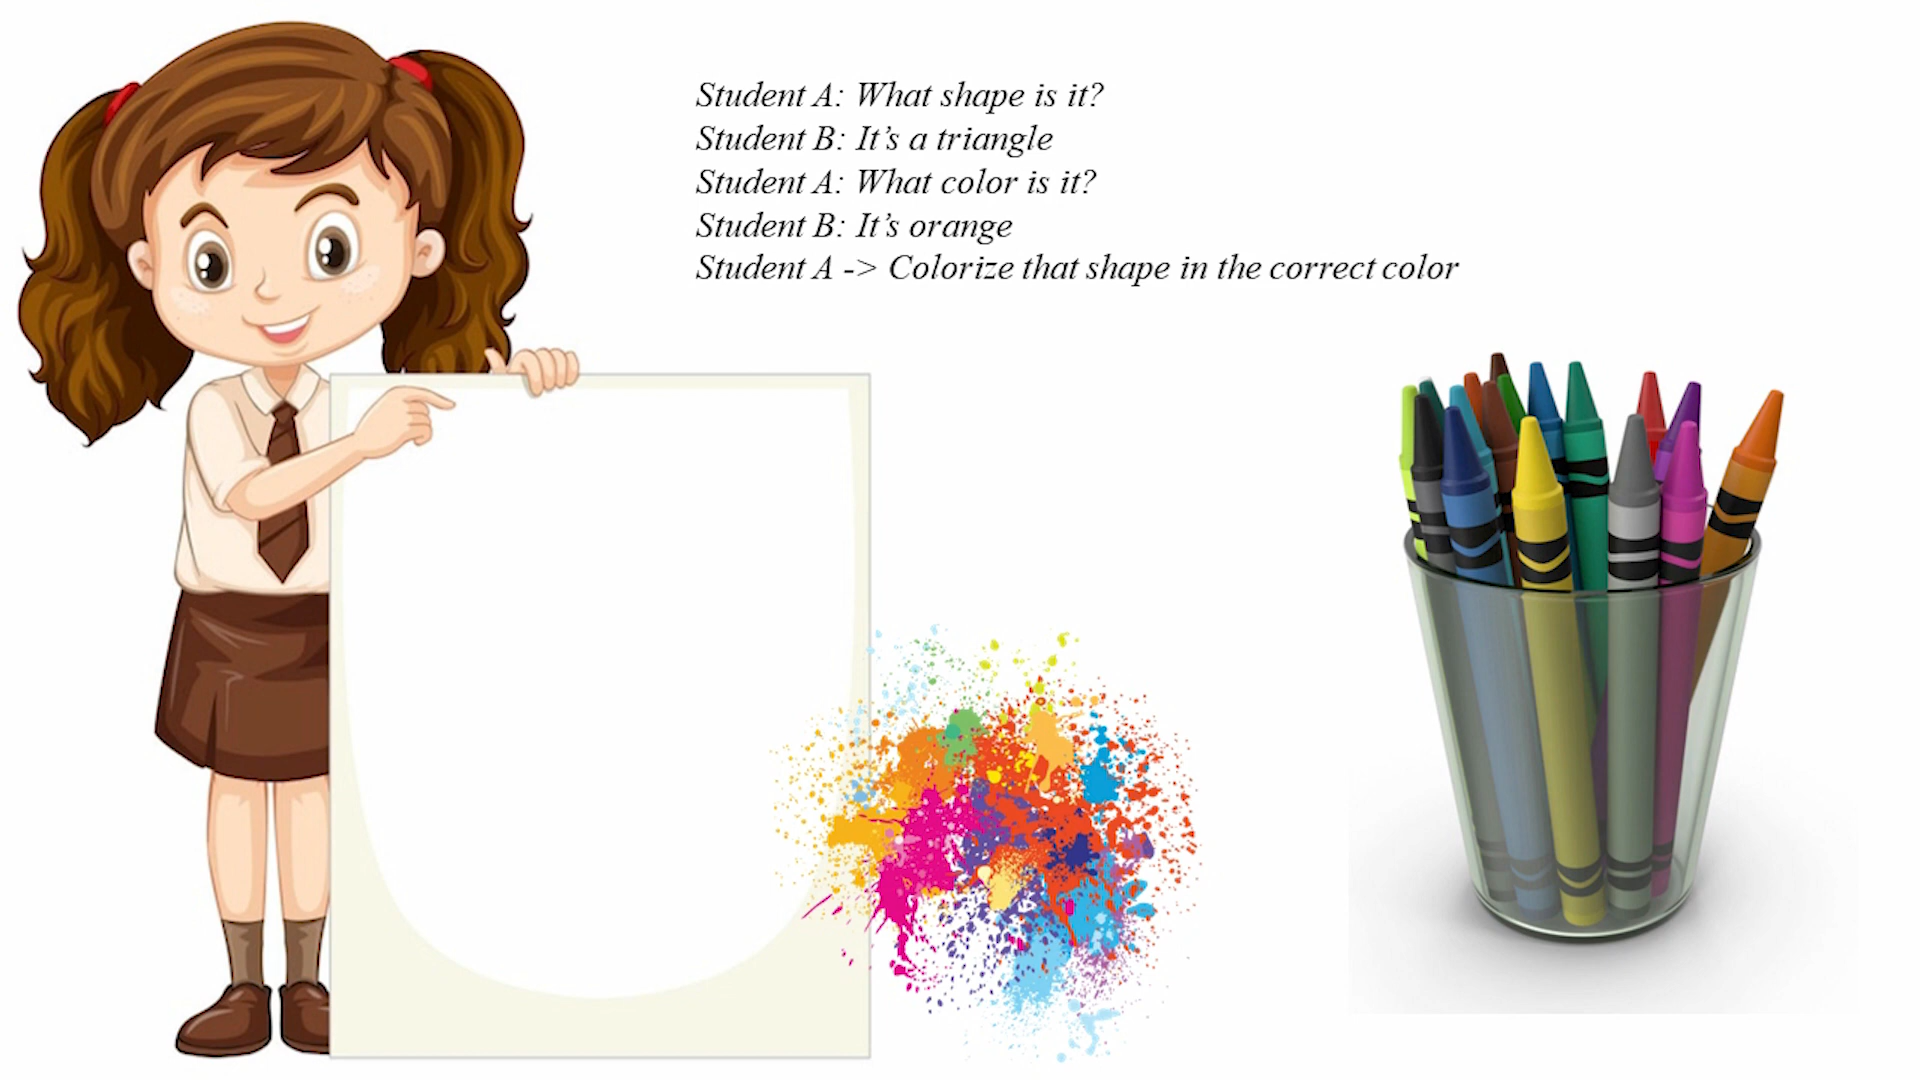 Student A: What shape is it?
Student B: It’s a triangle
Student A: What color is it?
Student B: It’s orange
Student A -> Colorize that shape in the correct color